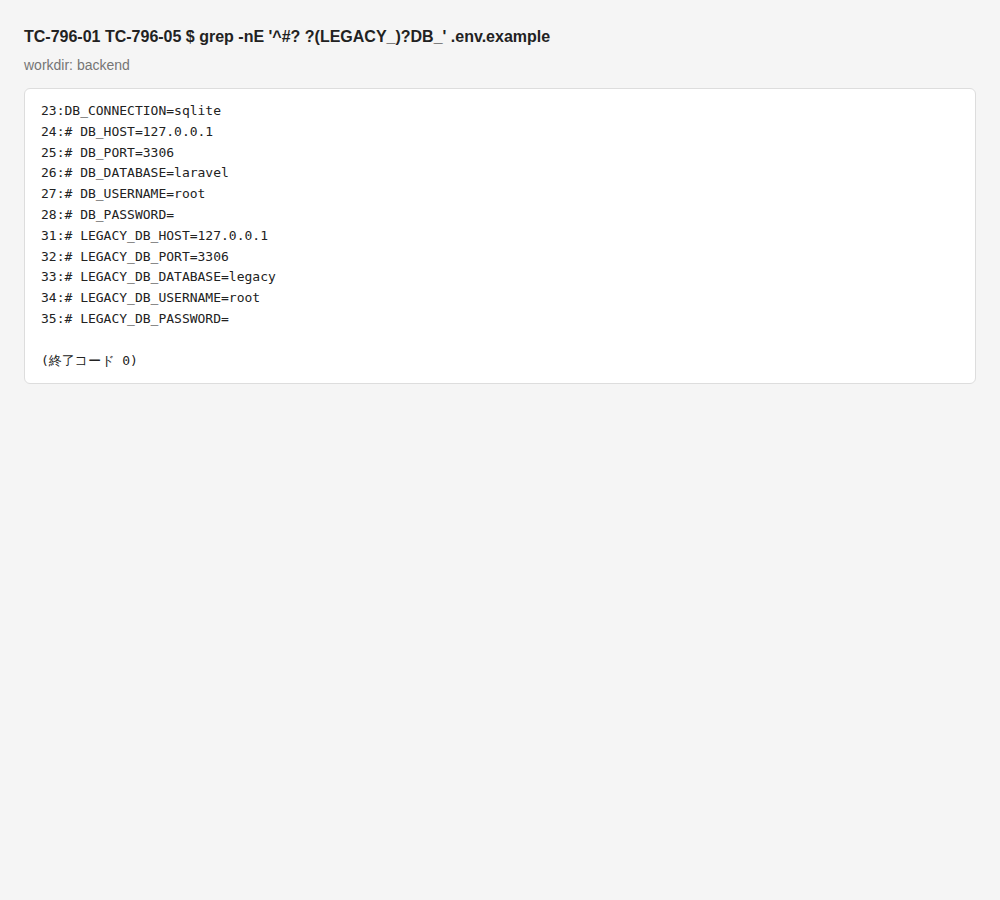 TC-796-01 TC-796-05 $ grep -nE '^#? ?(LEGACY_)?DB_' .env.example
workdir: backend
23:DB_CONNECTION=sqlite
24:# DB_HOST=127.0.0.1
25:# DB_PORT=3306
26:# DB_DATABASE=laravel
27:# DB_USERNAME=root
28:# DB_PASSWORD=
31:# LEGACY_DB_HOST=127.0.0.1
32:# LEGACY_DB_PORT=3306
33:# LEGACY_DB_DATABASE=legacy
34:# LEGACY_DB_USERNAME=root
35:# LEGACY_DB_PASSWORD=
(終了コード 0)